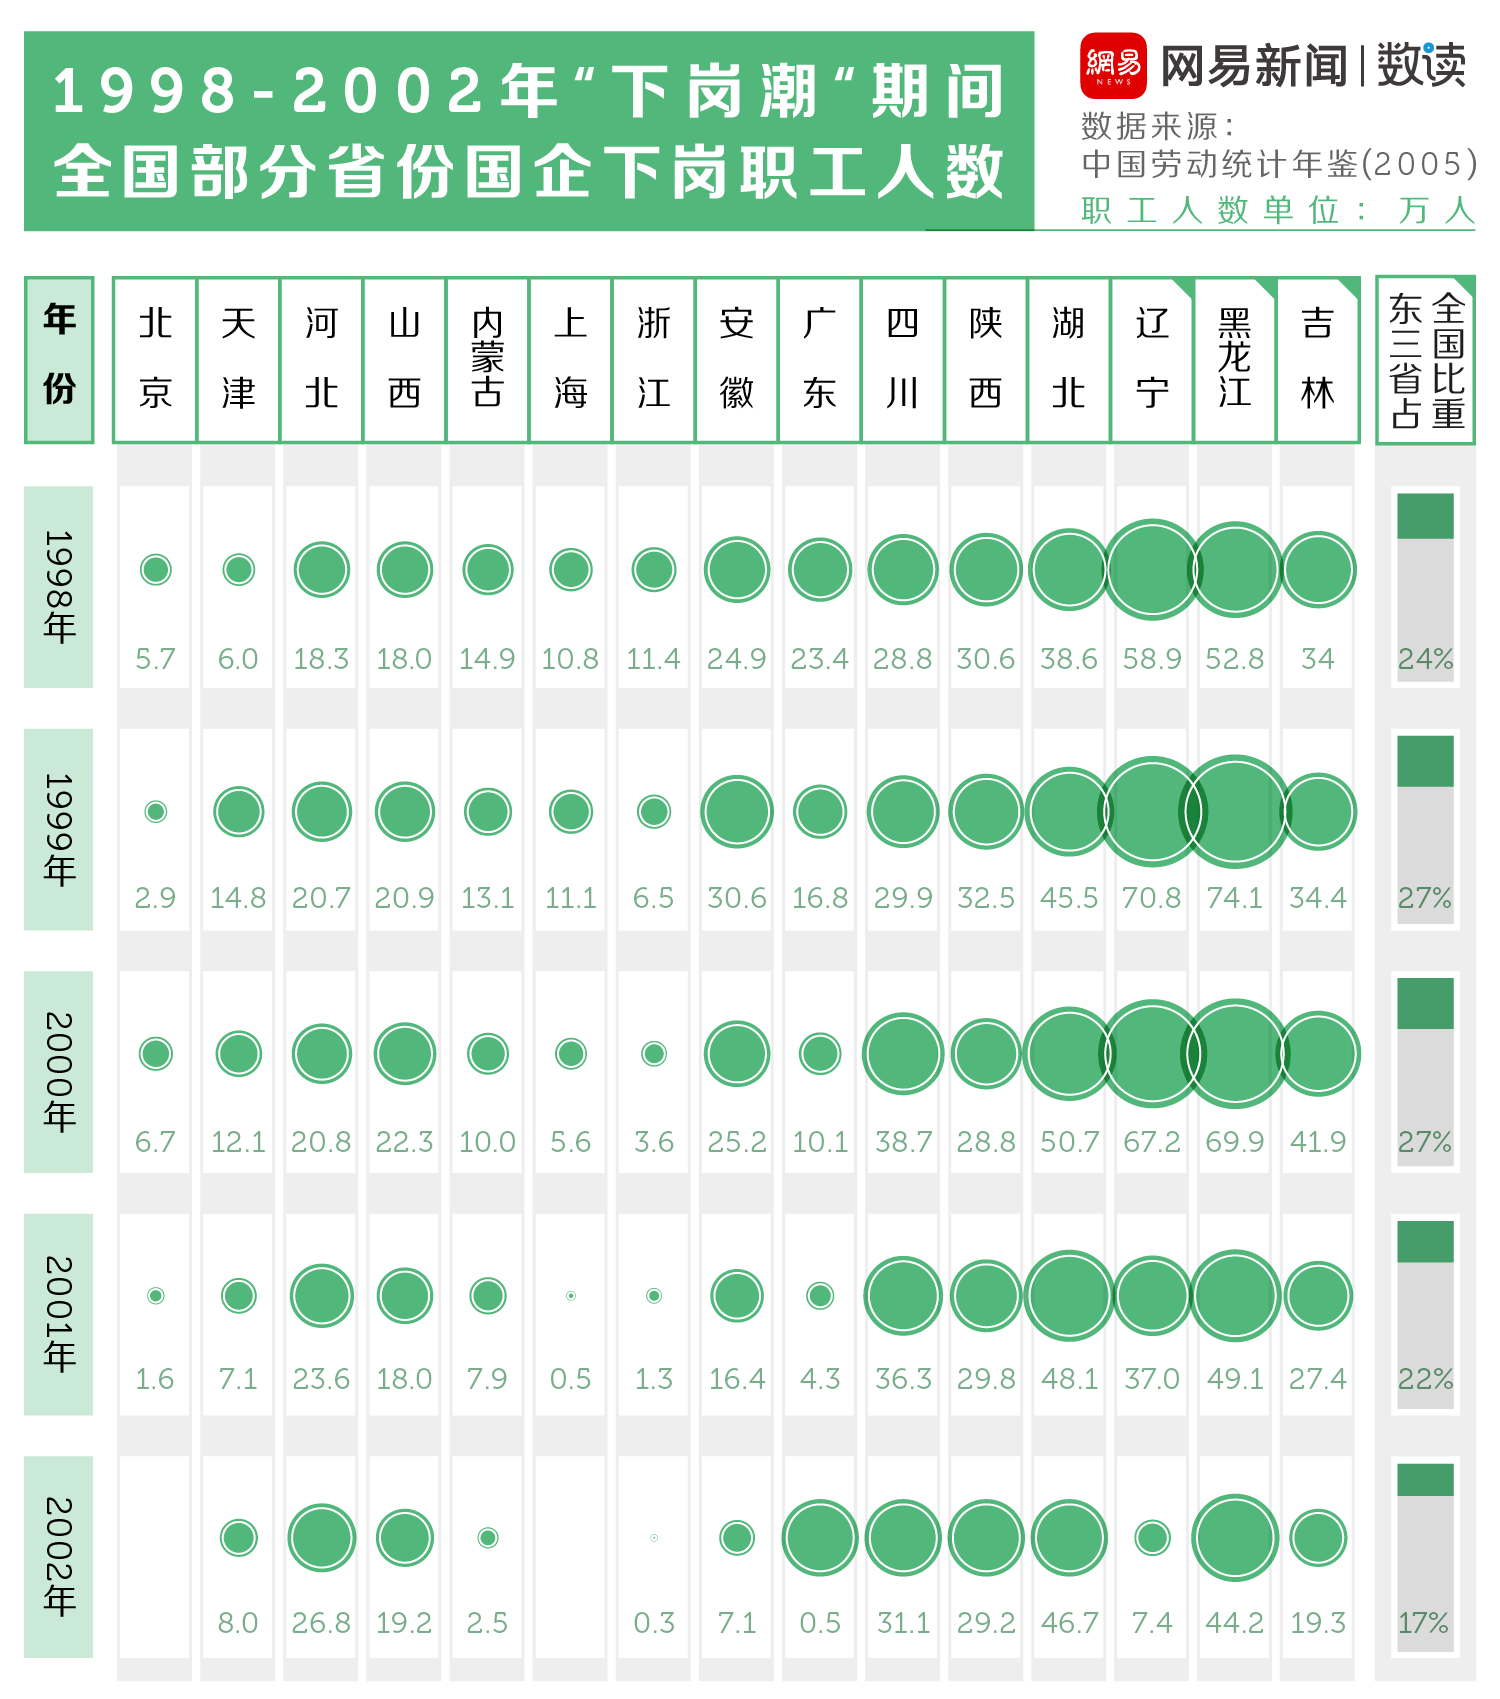 1998-2002年“下岗潮“期间
全国部分省份国企下岗职工人数
網易
NEWS
网易新闻|数读
数据来源：
中国劳动统计年鉴(2005)
职工人数单位：万人
年份 北京 天津 河北 山西 内蒙古 上海 浙江 安徽 广东 四川 陕西 湖北 辽宁 黑龙江 吉林 东三省占全国比重
1998年 5.7 6.0 18.3 18.0 14.9 10.8 11.4 24.9 23.4 28.8 30.6 38.6 58.9 52.8 34 24%
1999年 2.9 14.8 20.7 20.9 13.1 11.1 6.5 30.6 16.8 29.9 32.5 45.5 70.8 74.1 34.4 27%
2000年 6.7 12.1 20.8 22.3 10.0 5.6 3.6 25.2 10.1 38.7 28.8 50.7 67.2 69.9 41.9 27%
2001年 1.6 7.1 23.6 18.0 7.9 0.5 1.3 16.4 4.3 36.3 29.8 48.1 37.0 49.1 27.4 22%
2002年 8.0 26.8 19.2 2.5 0.3 7.1 0.5 31.1 29.2 46.7 7.4 44.2 19.3 17%